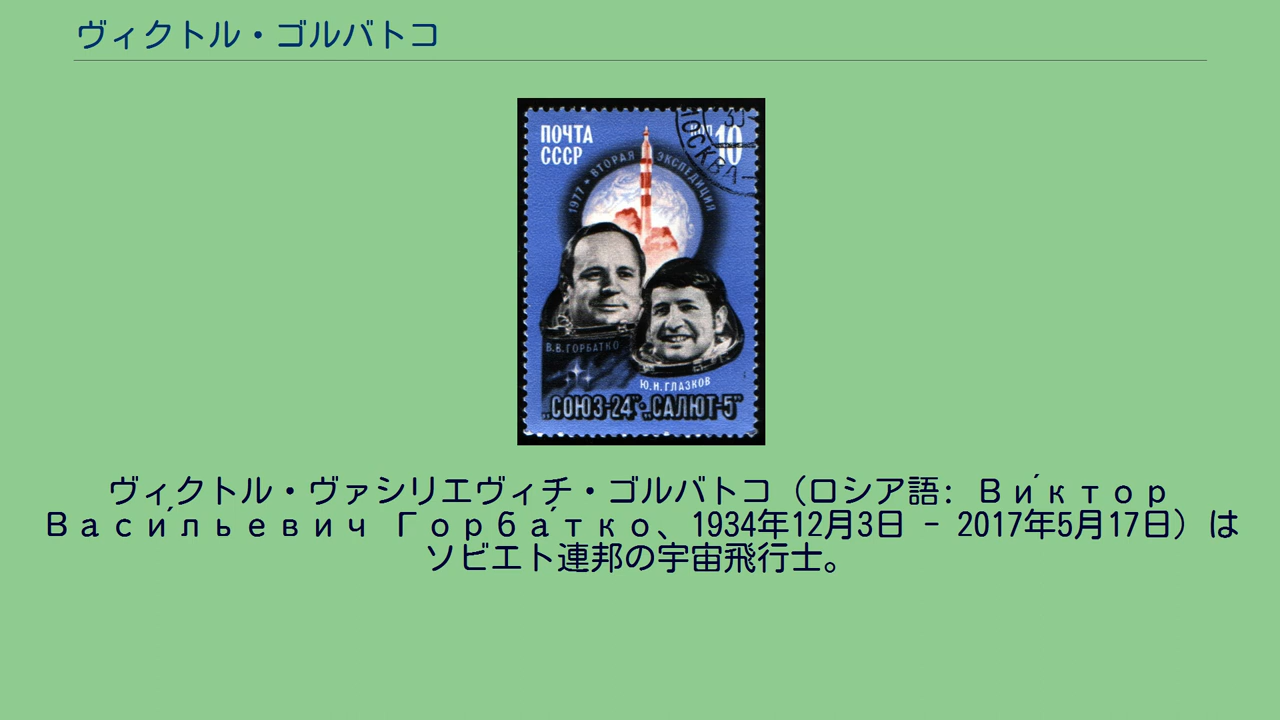 ヴィクトル・ゴルバトコ
ПОЧТА
СССР
10
МОСКВА
1977 • ВТОРАЯ ЭКСПЕДИЦИЯ
В.В.ГОРБАТКО
Ю.Н.ГЛАЗКОВ
„СОЮЗ-24”-„САЛЮТ-5”
ヴィクトル・ヴァシリエヴィチ・ゴルバトコ（ロシア語: Ви́ктор
Васи́льевич Горба́тко、1934年12月3日 - 2017年5月17日）は
ソビエト連邦の宇宙飛行士。